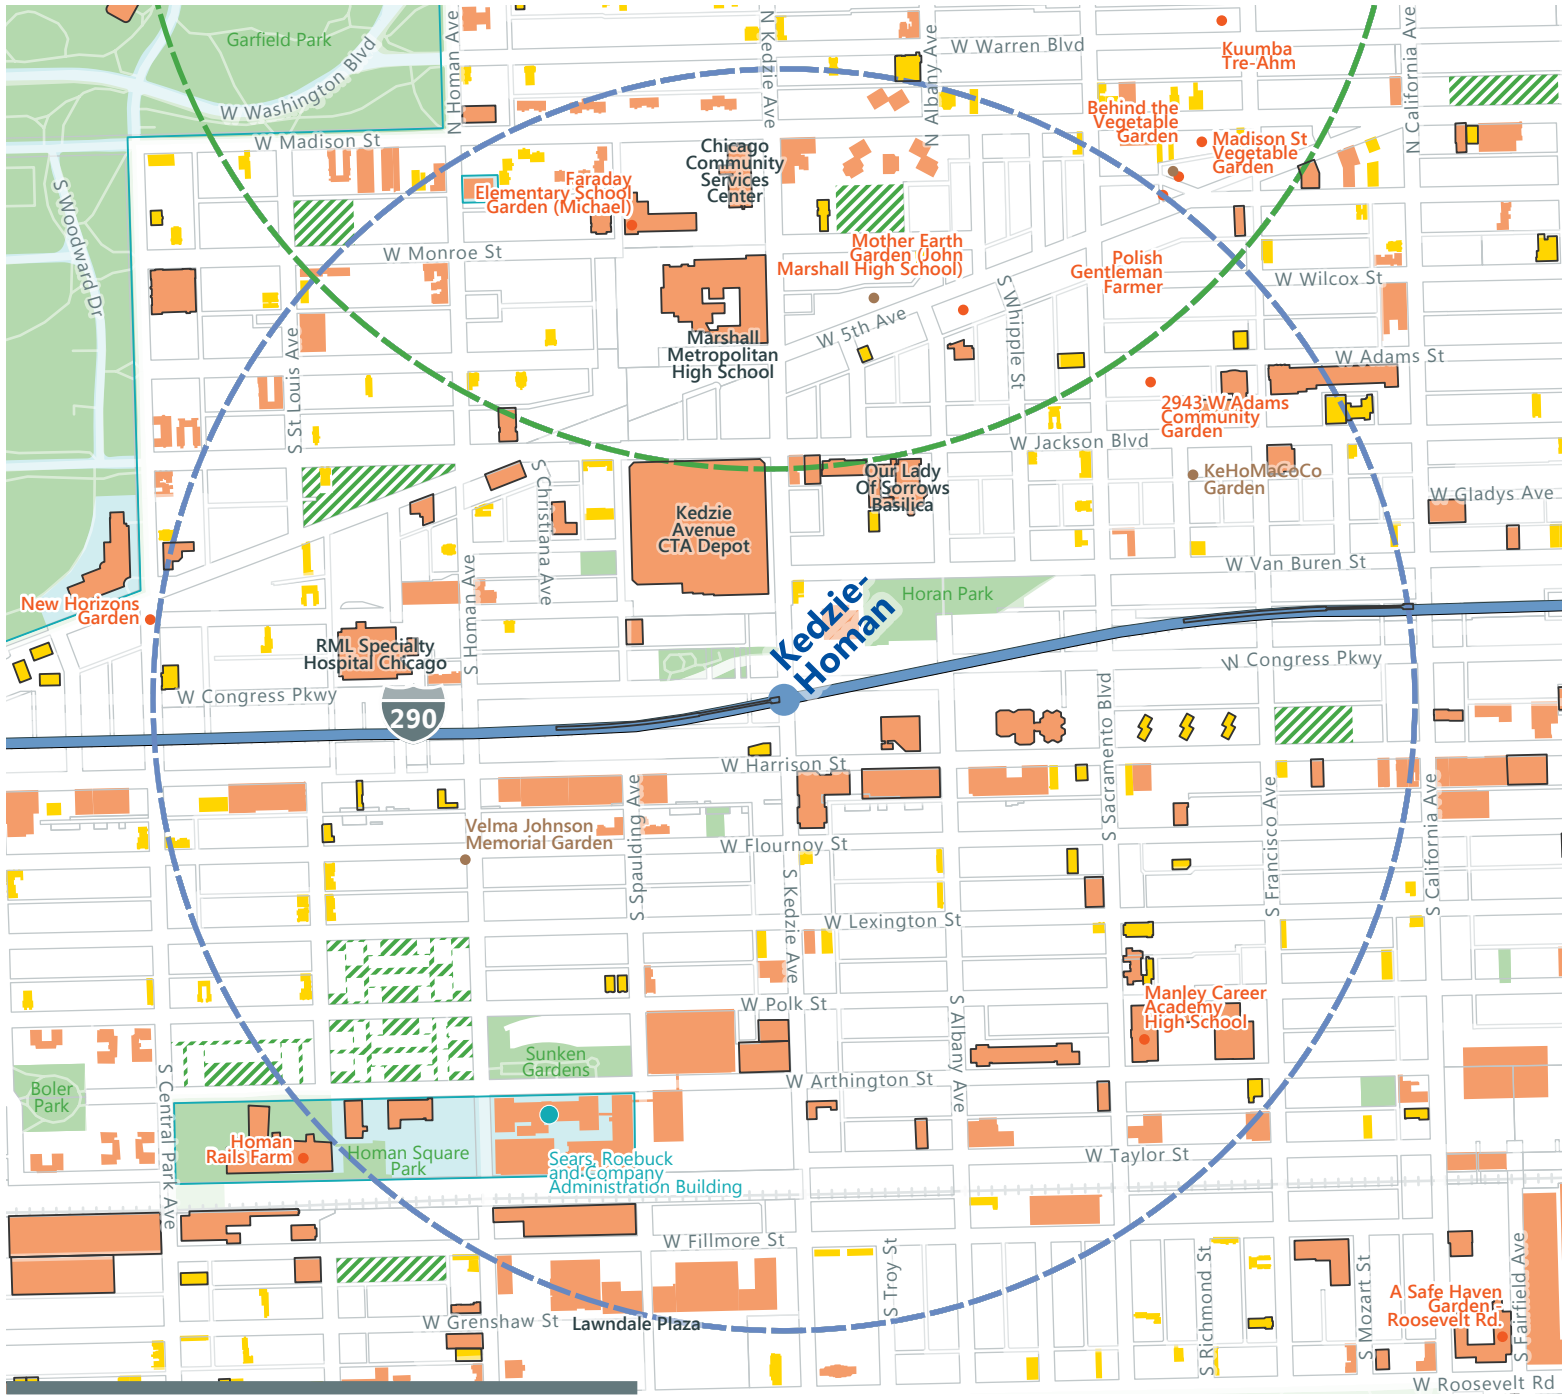 Garfield Park
W Washington Blvd
N Homan Ave
N Kedzie Ave
N Albany Ave
W Warren Blvd
Kuumba
Tre-Ahm
N California Ave
W Madison St
Chicago
Community
Services
Center
Behind the
Vegetable
Garden
Madison St
Vegetable
Garden
S Woodward Dr
Faraday
Elementary School
Garden (Michael)
W Monroe St
Mother Earth
Garden (John
Marshall High School)
Polish
Gentleman
Farmer
W Wilcox St
S St Louis Ave
Marshall
Metropolitan
High School
W 5th Ave
S Whipple St
W Adams St
2943 W Adams
Community
Garden
W Jackson Blvd
S Christiana Ave
Our Lady
Of Sorrows
Basilica
KeHoMaCoCo
Garden
W Gladys Ave
Kedzie
Avenue
CTA Depot
W Van Buren St
New Horizons
Garden
S Homan Ave
Kedzie-
Homan
Horan Park
RML Specialty
Hospital Chicago
W Congress Pkwy
W Congress Pkwy
290
S Sacramento Blvd
W Harrison St
S Spaulding Ave
S Francisco Ave
S California Ave
Velma Johnson
Memorial Garden
W Flournoy St
S Kedzie Ave
W Lexington St
W Polk St
S Albany Ave
Manley Career
Academy
High School
Sunken
Gardens
Boler
Park
S Central Park Ave
W Arthington St
Homan
Rails Farm
Homan Square
Park
Sears, Roebuck
and Company
Administration Building
W Taylor St
W Fillmore St
S Troy St
S Richmond St
S Mozart St
S Fairfield Ave
A Safe Haven
Garden -
Roosevelt Rd.
W Grenshaw St
Lawndale Plaza
W Roosevelt Rd